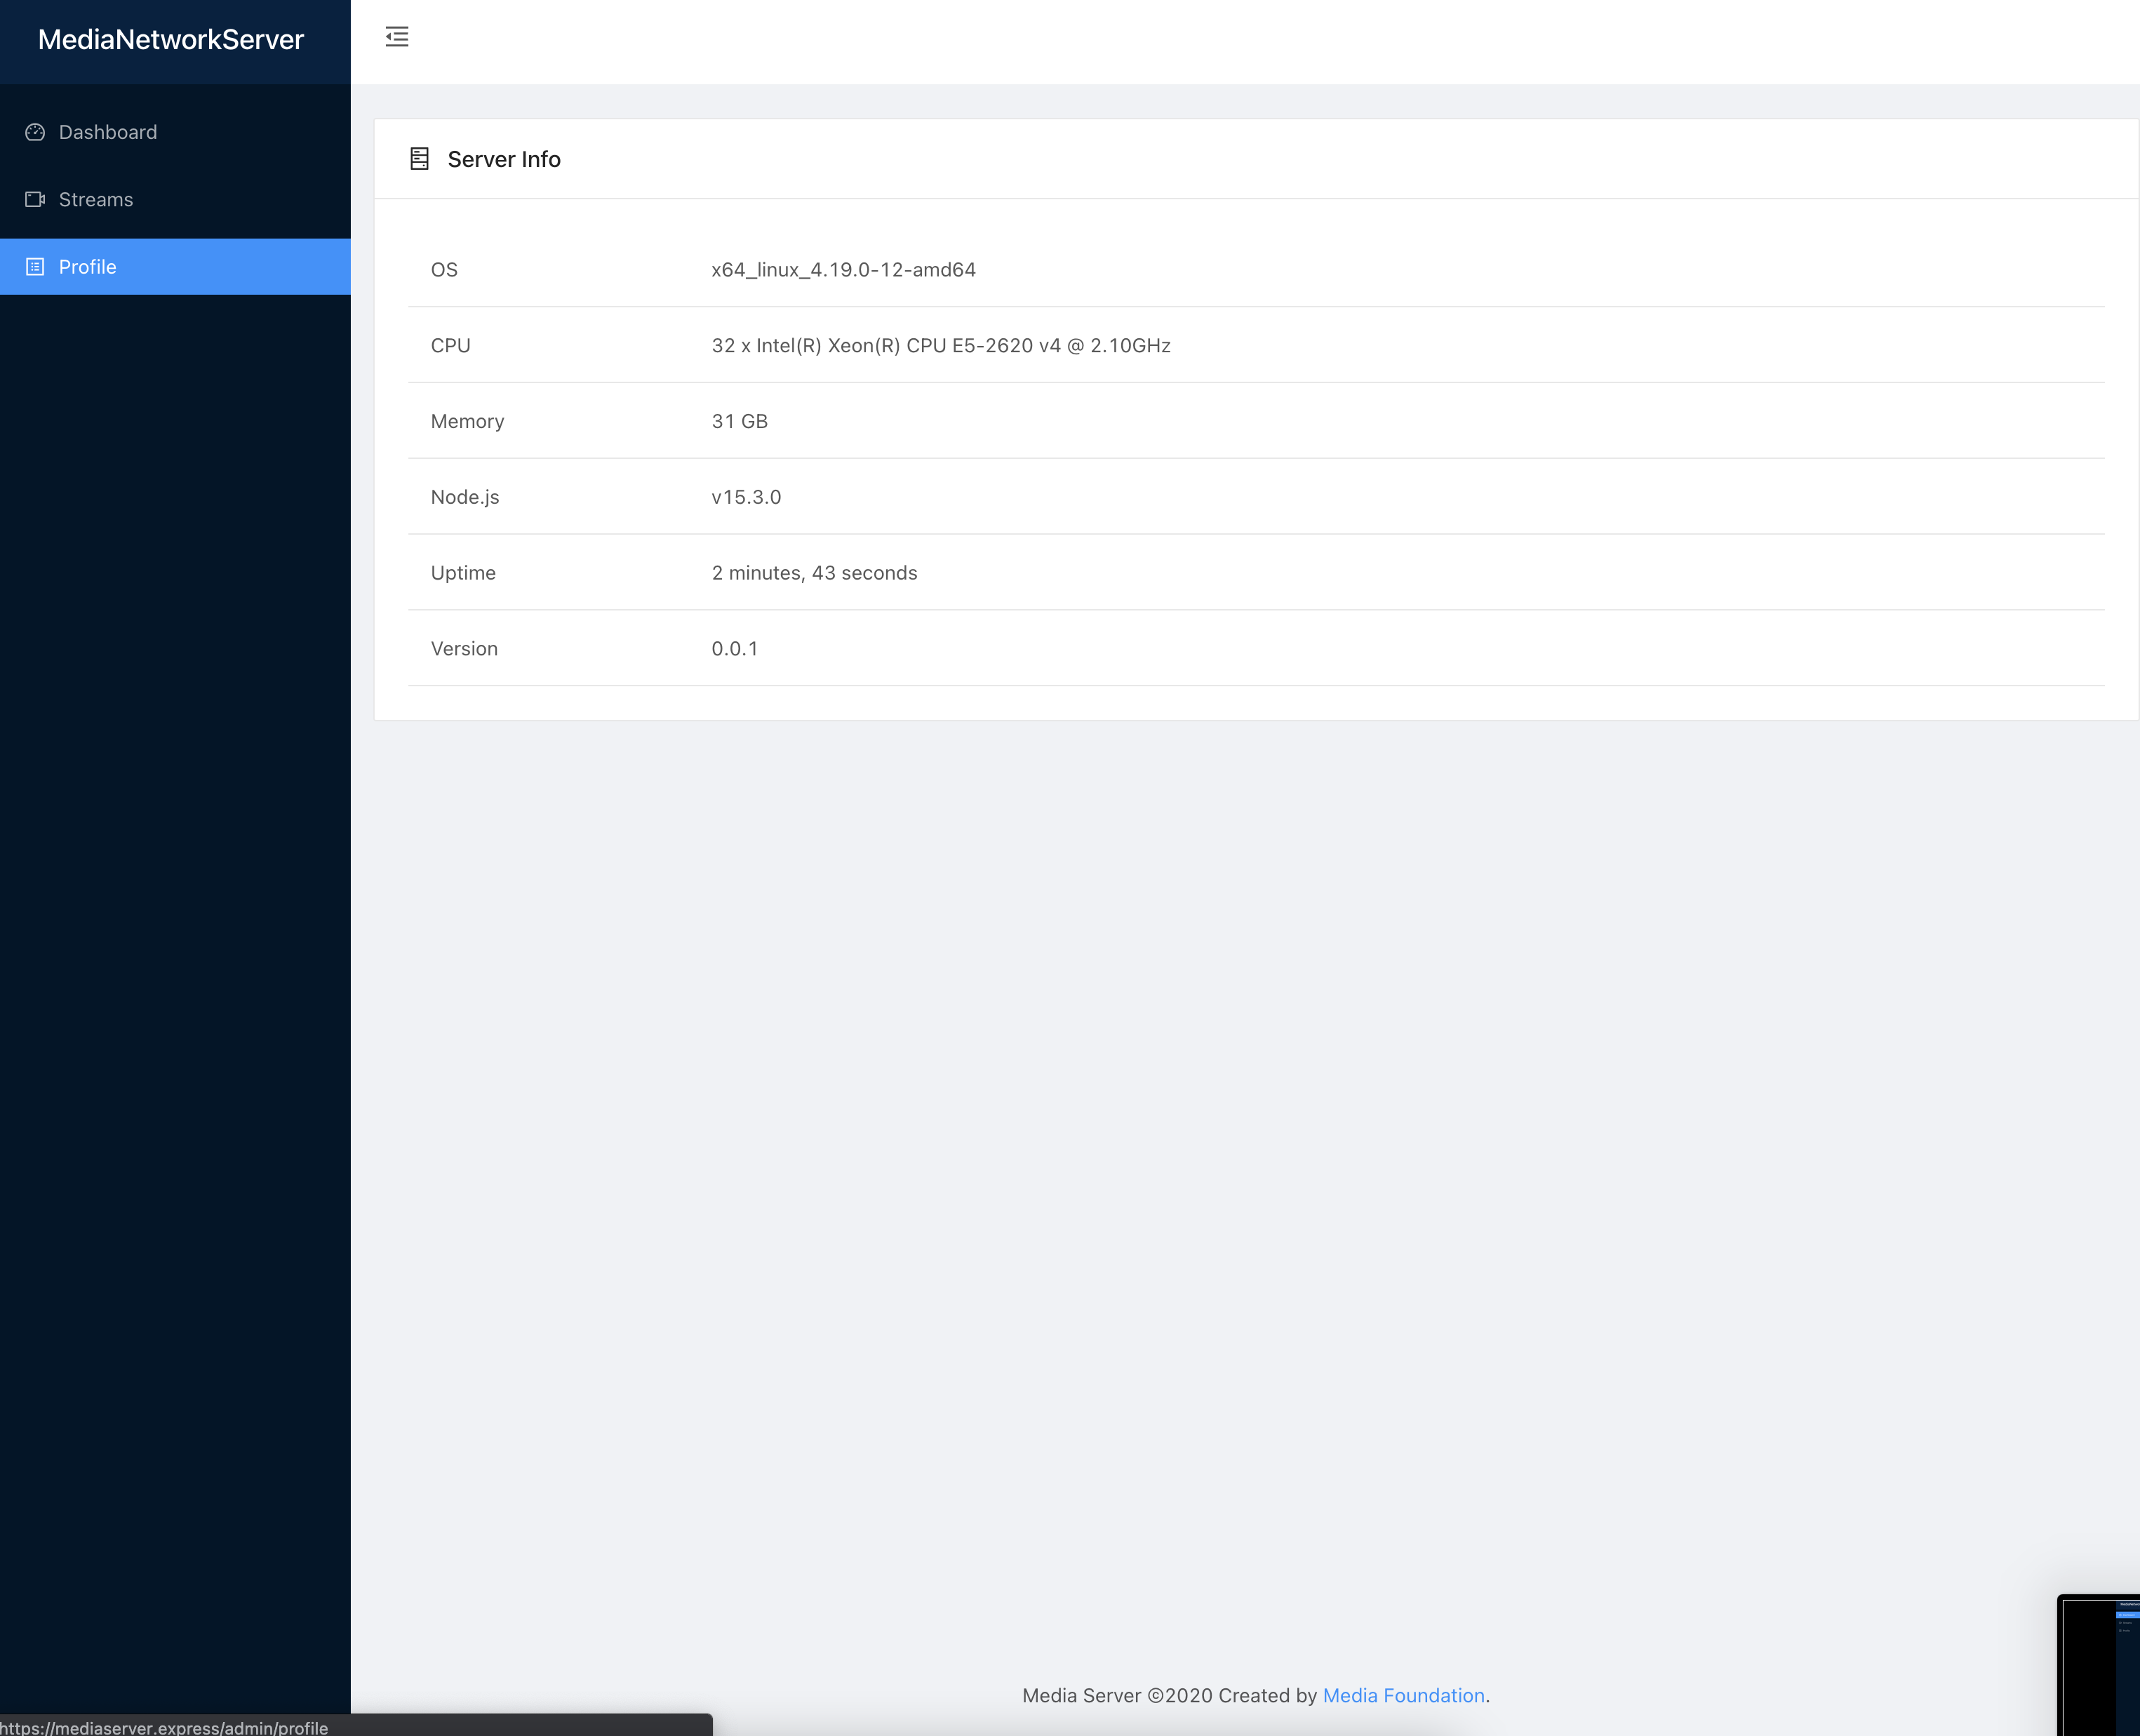 MediaNetworkServer
Dashboard
Streams
Profile
Server Info
OS x64_linux_4.19.0-12-amd64
CPU 32 x Intel(R) Xeon(R) CPU E5-2620 v4 @ 2.10GHz
Memory 31 GB
Node.js v15.3.0
Uptime 2 minutes, 43 seconds
Version 0.0.1
Media Server ©2020 Created by Media Foundation.
https://mediaserver.express/admin/profile